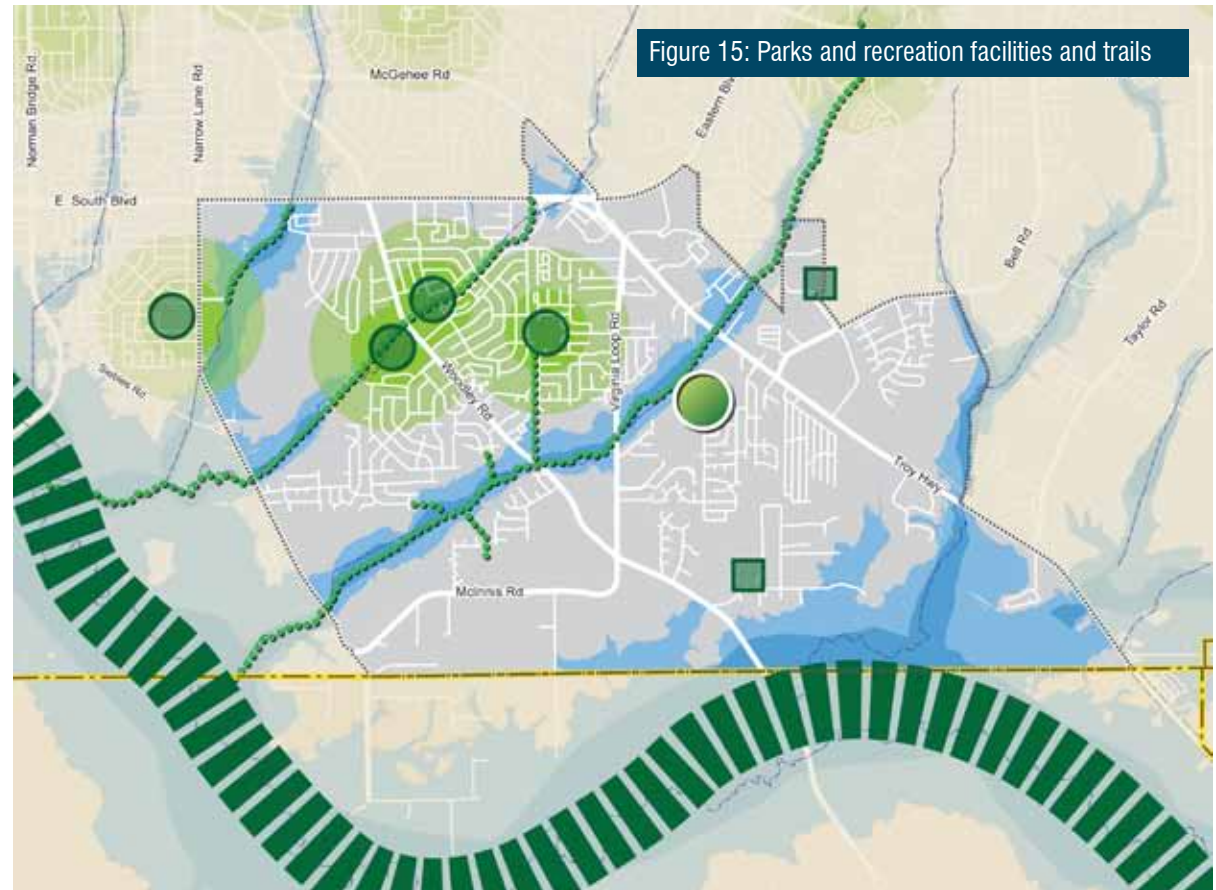 Figure 15: Parks and recreation facilities and trails
Norman Bridge Rd
Narrow Lane Rd
McGehee Rd
Eastern Blv
E South Blvd
Bell Rd
Taylor Rd
Woodley Rd
Virginia Loop Rd
Troy Hwy
McInnis Rd